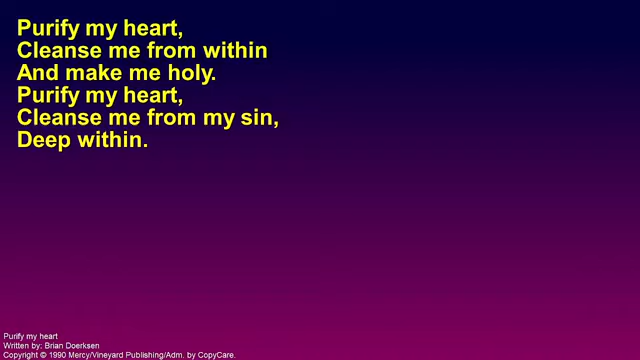 Purify my heart,
Cleanse me from within
And make me holy.
Purify my heart,
Cleanse me from my sin,
Deep within.
Purify my heart
Written by: Brian Doerksen
Copyright © 1990 Mercy/Vineyard Publishing/Adm. by CopyCare.